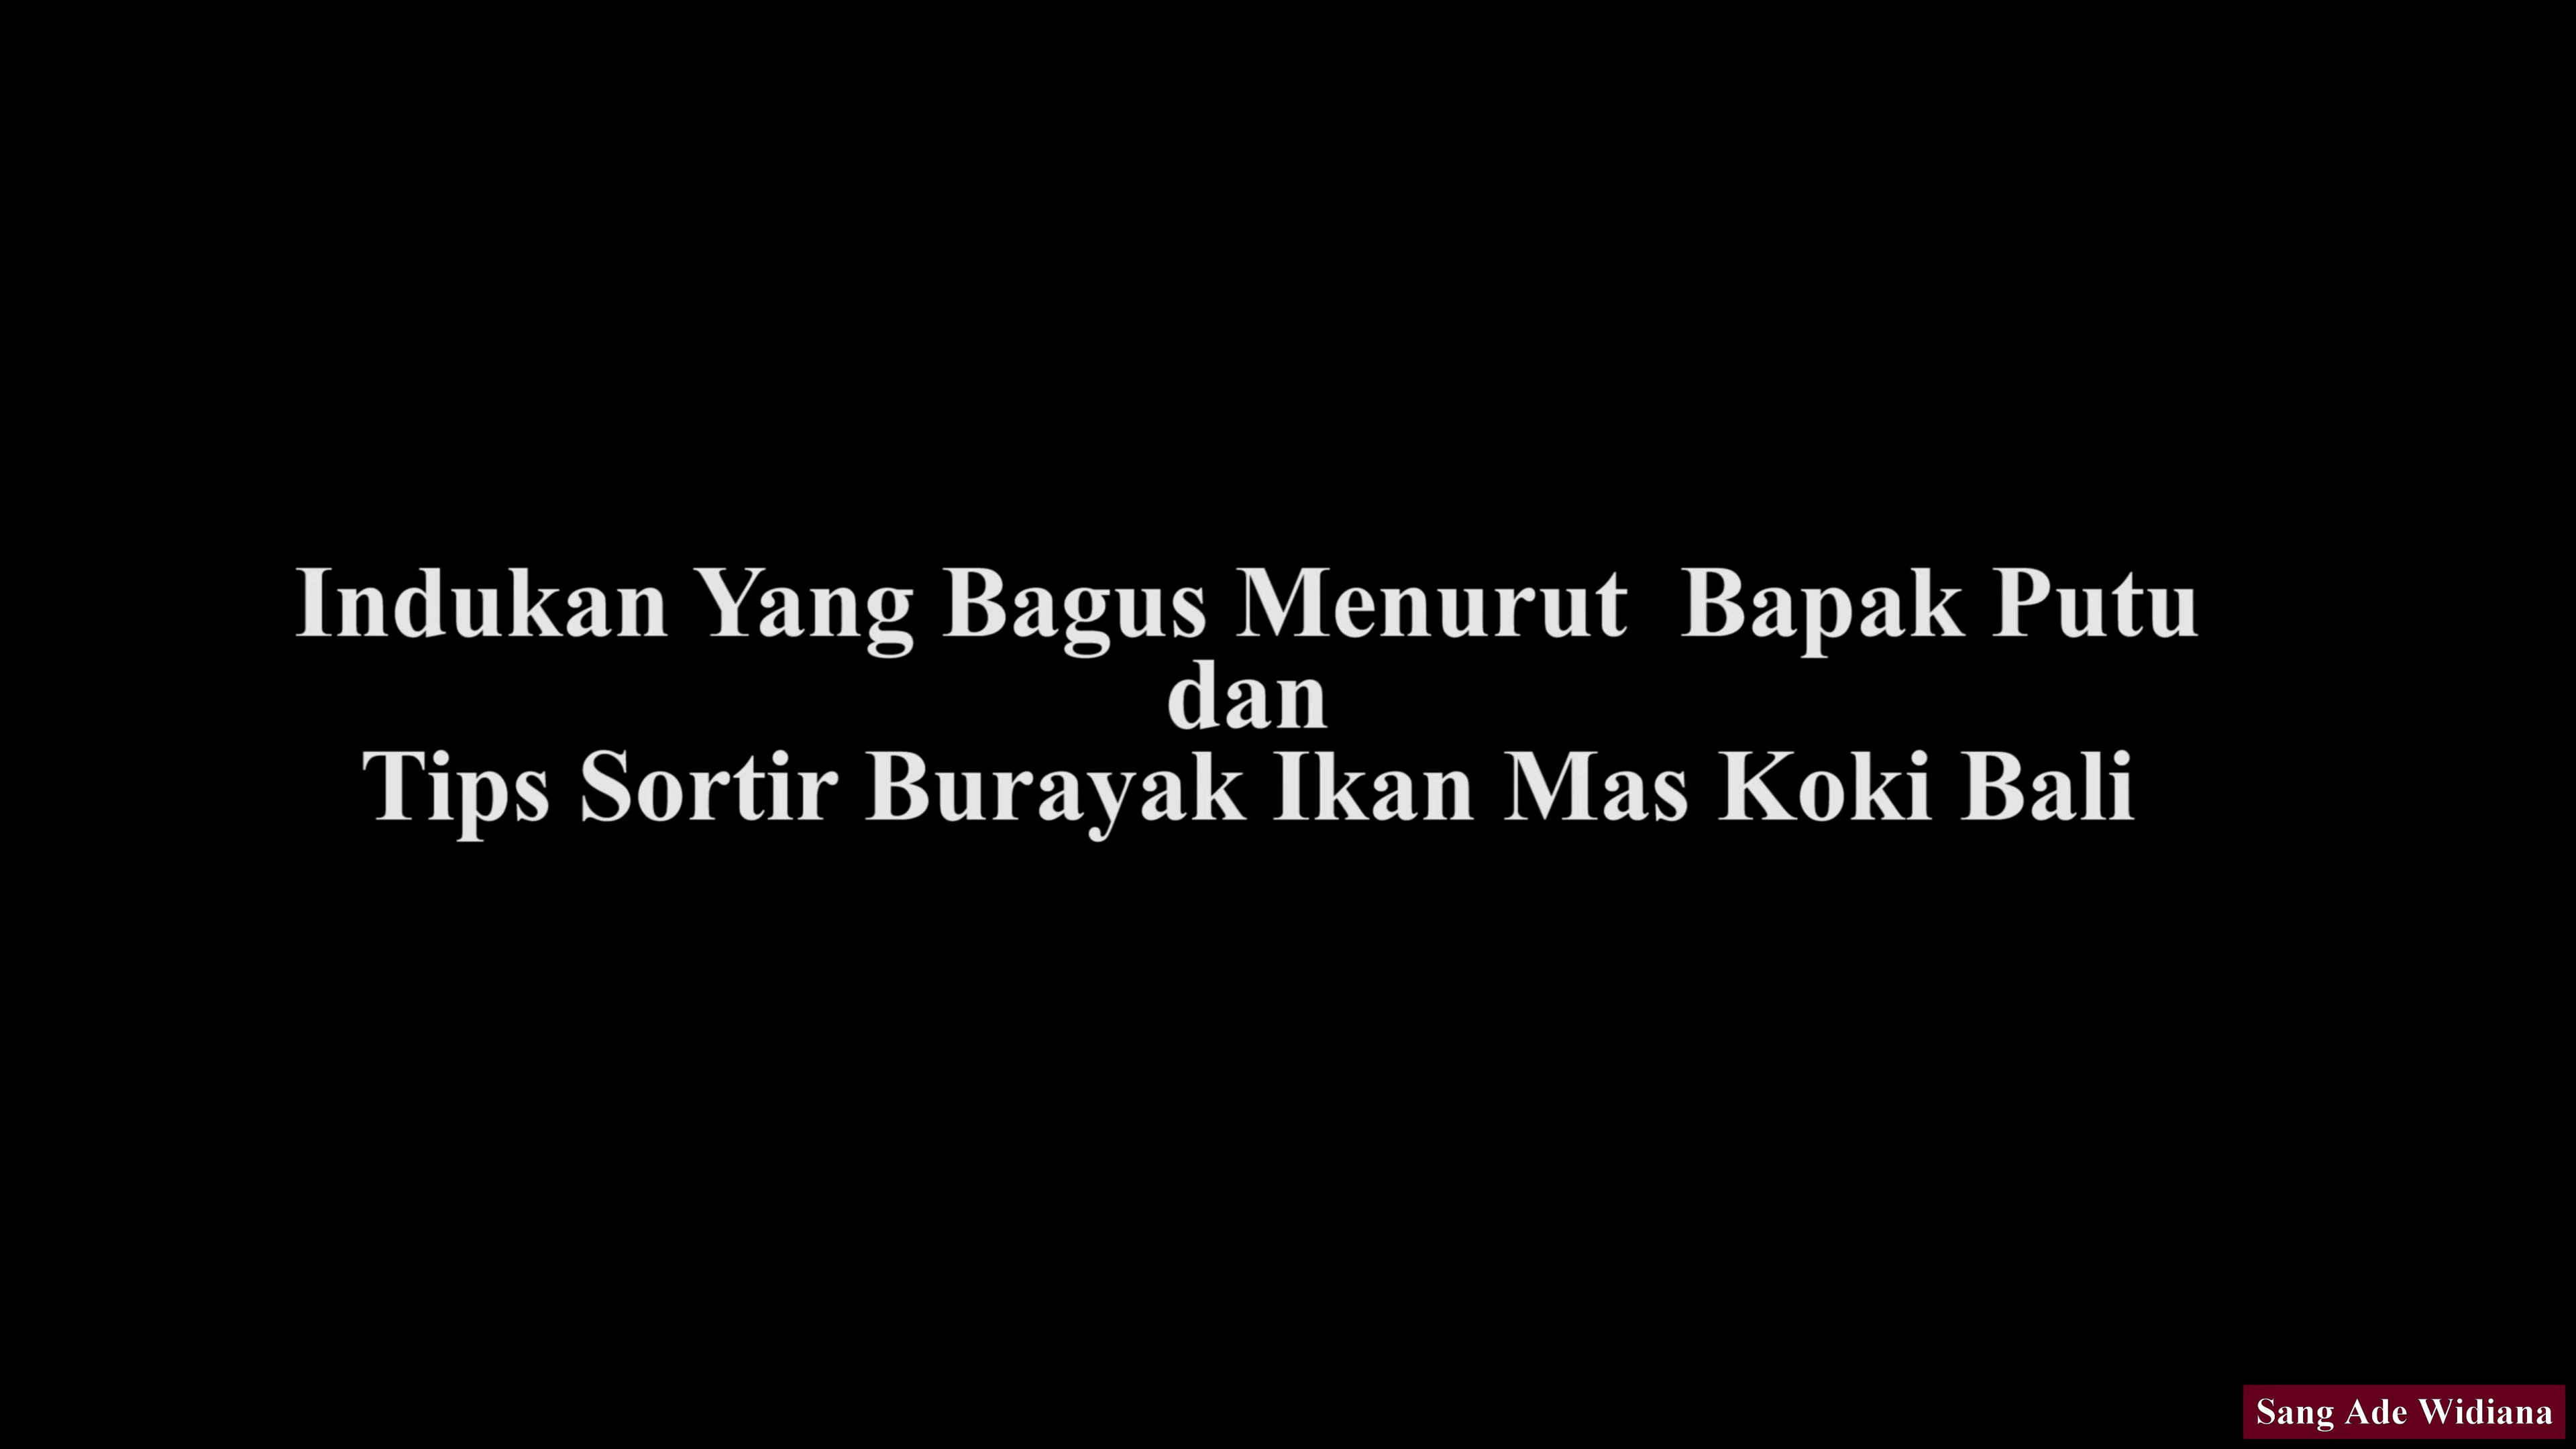 Indukan Yang Bagus Menurut  Bapak Putu
dan
Tips Sortir Burayak Ikan Mas Koki Bali
Sang Ade Widiana